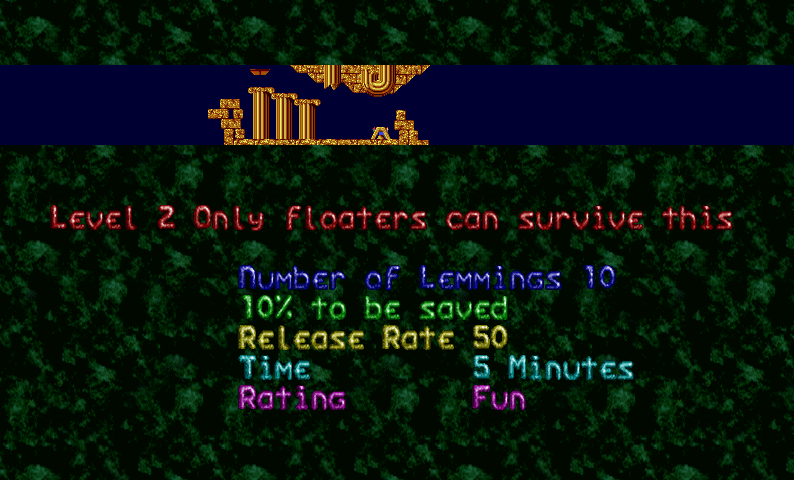 Level 2 Only floaters can survive this
Number of Lemmings 10
10% to be saved
Release Rate 50
Time 5 Minutes
Rating Fun